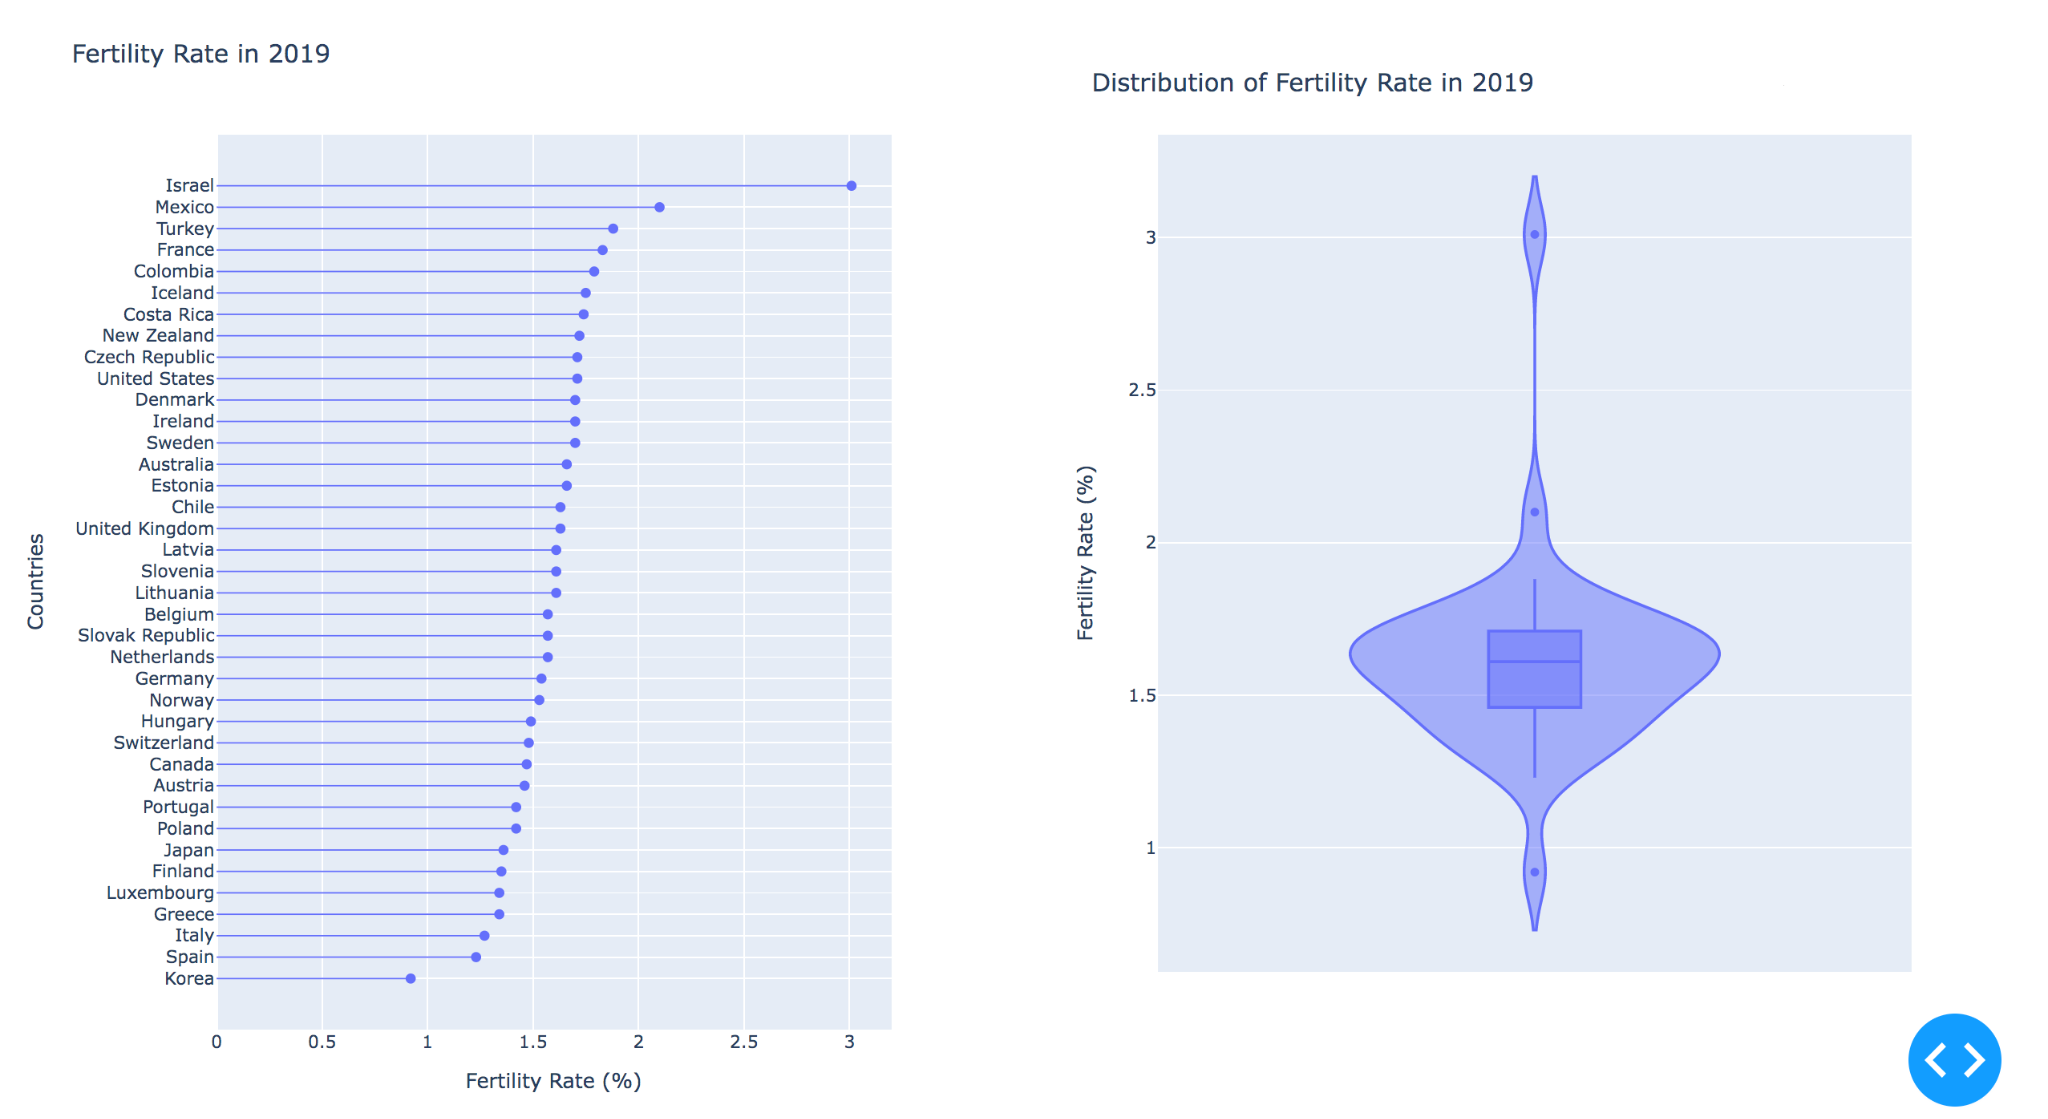 Fertility Rate in 2019
Countries
Israel
Mexico
Turkey
France
Colombia
Iceland
Costa Rica
New Zealand
Czech Republic
United States
Denmark
Ireland
Sweden
Australia
Estonia
Chile
United Kingdom
Latvia
Slovenia
Lithuania
Belgium
Slovak Republic
Netherlands
Germany
Norway
Hungary
Switzerland
Canada
Austria
Portugal
Poland
Japan
Finland
Luxembourg
Greece
Italy
Spain
Korea
0 0.5 1 1.5 2 2.5 3
Fertility Rate (%)
Distribution of Fertility Rate in 2019
Fertility Rate (%)
3
2.5
2
1.5
1